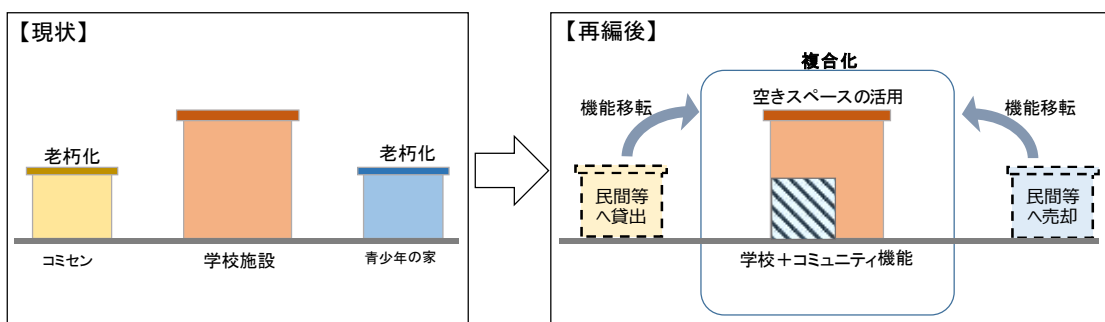 【現状】
老朽化
老朽化
コミセン
学校施設
青少年の家
【再編後】
複合化
空きスペースの活用
機能移転
機能移転
民間等
へ貸出
民間等
へ売却
学校＋コミュニティ機能